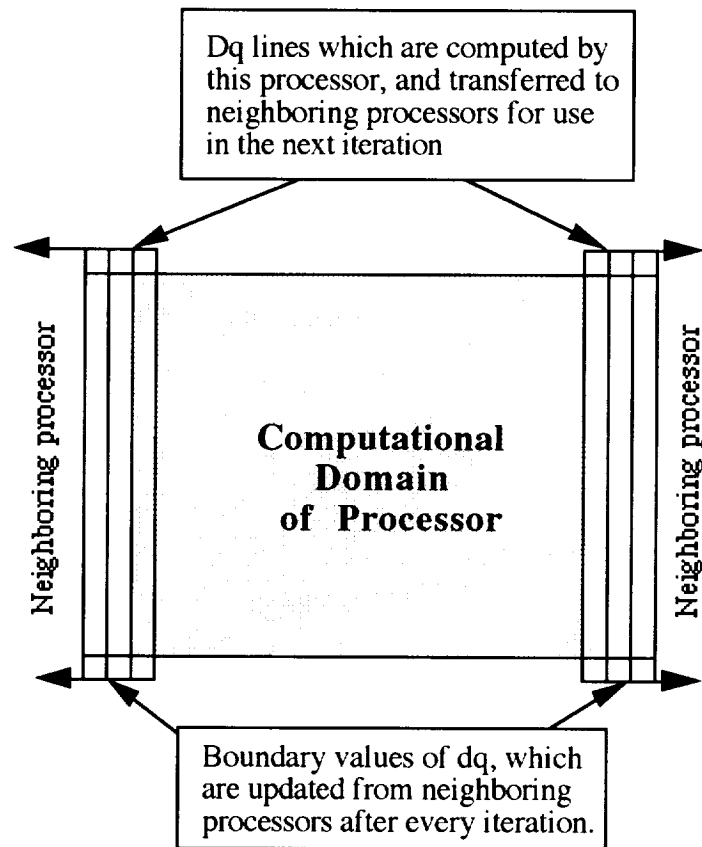 Dq lines which are computed by
this processor, and transferred to
neighboring processors for use
in the next iteration
Neighboring processor
Computational
Domain
of Processor
Neighboring processor
Boundary values of dq, which
are updated from neighboring
processors after every iteration.